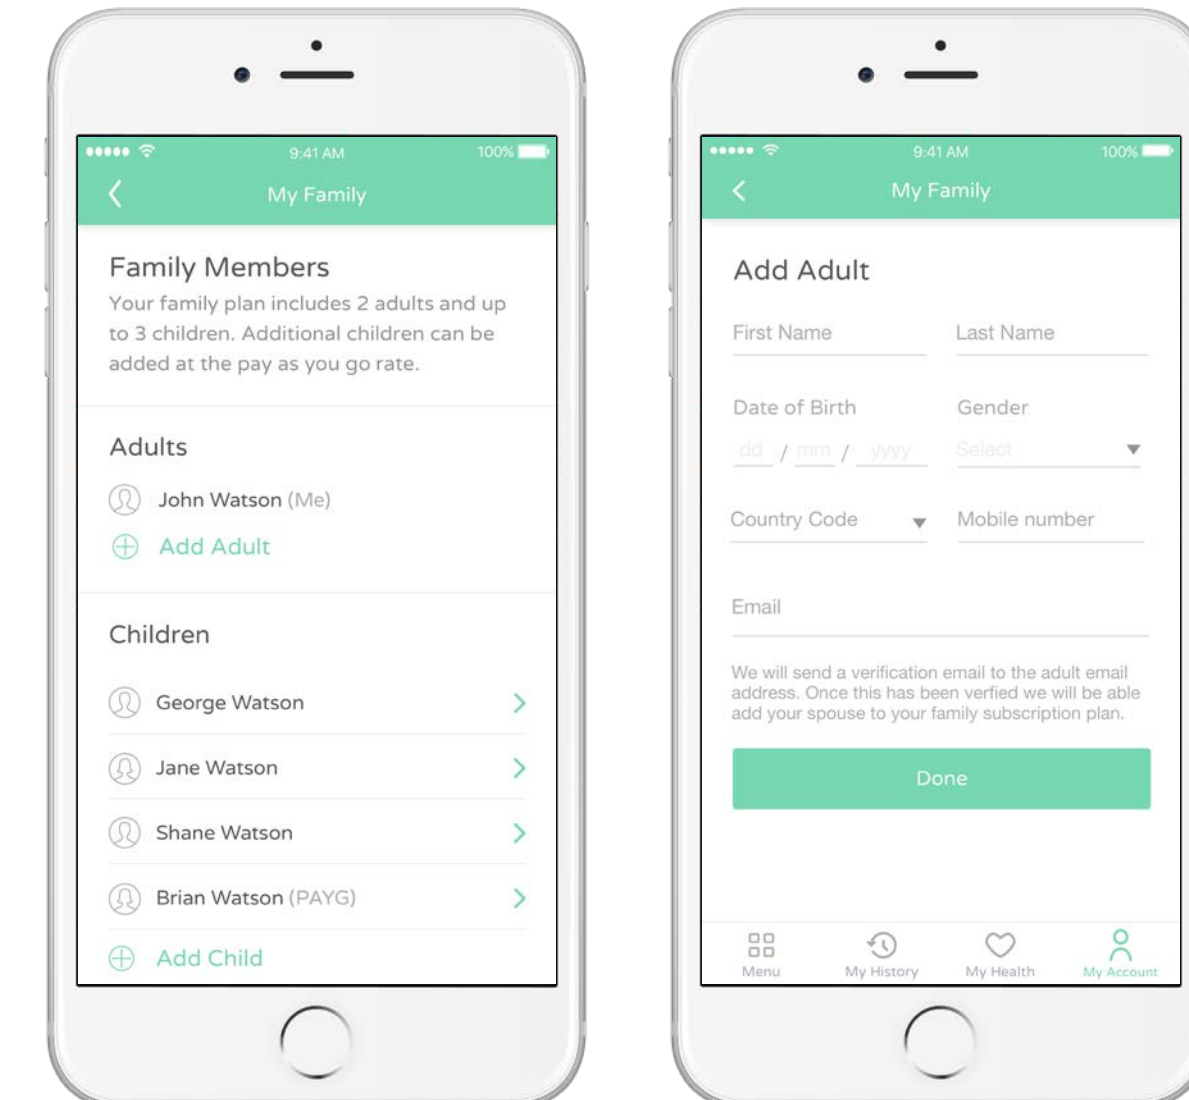 9:41 AM 100%
My Family
Family Members
Your family plan includes 2 adults and up
to 3 children. Additional children can be
added at the pay as you go rate.
Adults
John Watson (Me)
Add Adult
Children
George Watson
Jane Watson
Shane Watson
Brian Watson (PAYG)
Add Child
9:41 AM 100%
My Family
Add Adult
First Name Last Name
Date of Birth Gender
dd / mm / yyyy Select
Country Code Mobile number
Email
We will send a verification email to the adult email
address. Once this has been verfied we will be able
add your spouse to your family subscription plan.
Done
Menu My History My Health My Account